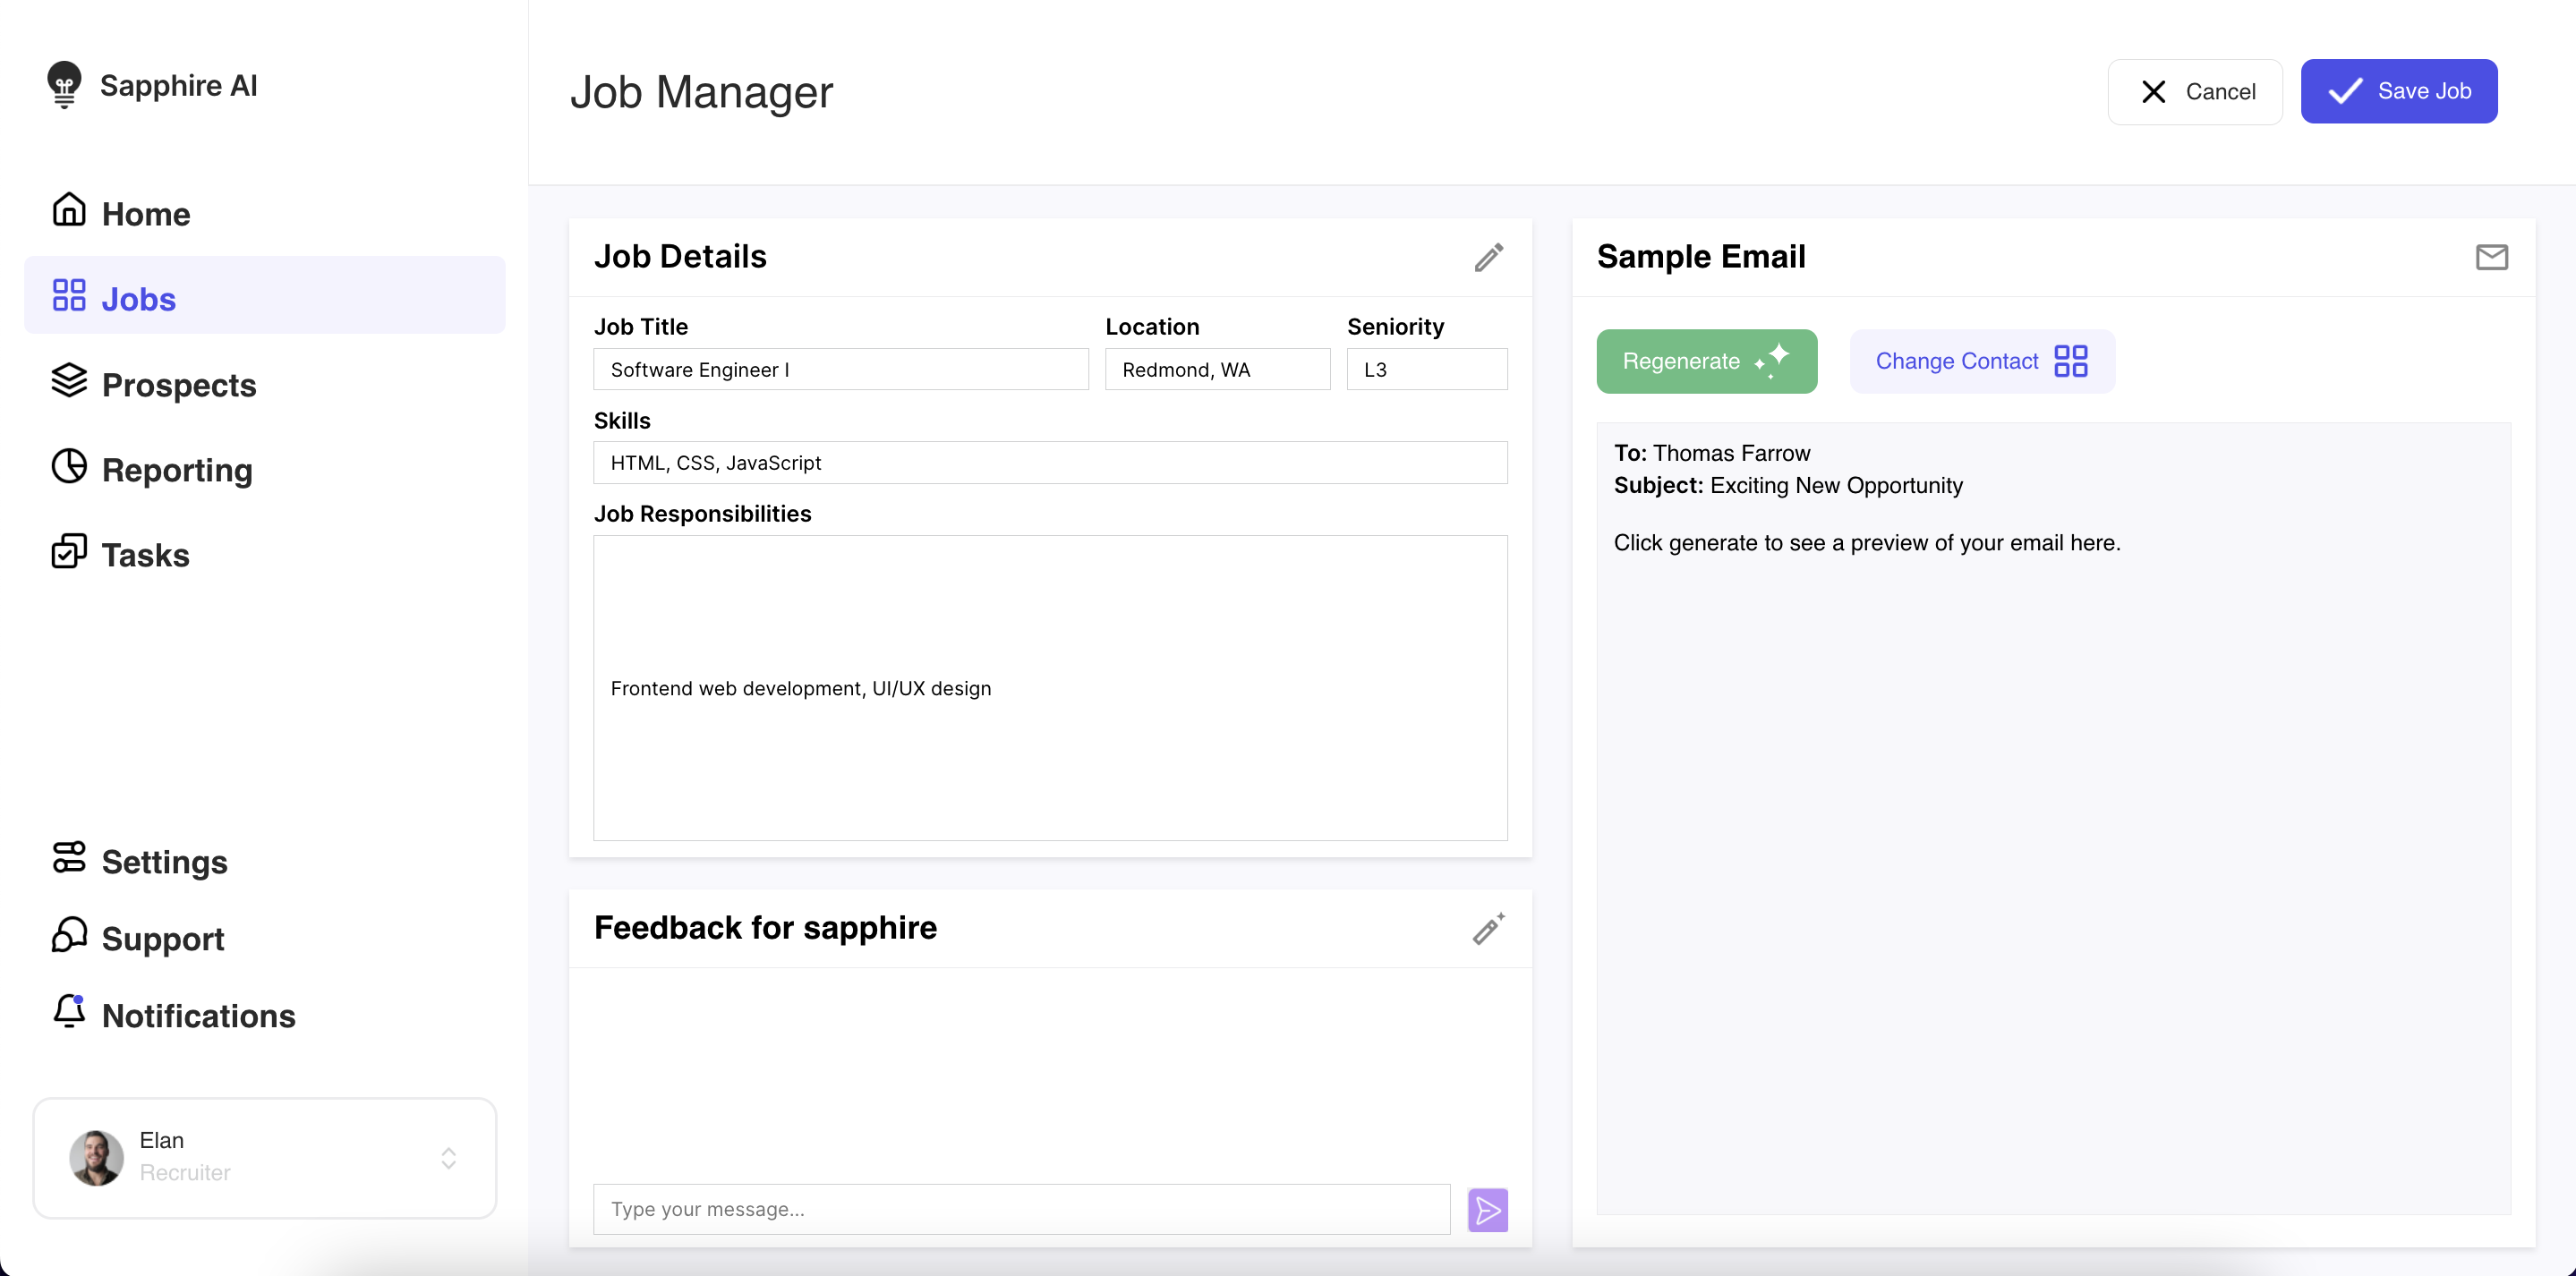 Sapphire AI
Home
Jobs
Prospects
Reporting
Tasks
Settings
Support
Notifications
Elan
Recruiter
Job Manager
Cancel
Save Job
Job Details
Job Title
Location
Seniority
Software Engineer I
Redmond, WA
L3
Skills
HTML, CSS, JavaScript
Job Responsibilities
Frontend web development, UI/UX design
Feedback for sapphire
Type your message...
Sample Email
Regenerate
Change Contact
To: Thomas Farrow
Subject: Exciting New Opportunity
Click generate to see a preview of your email here.